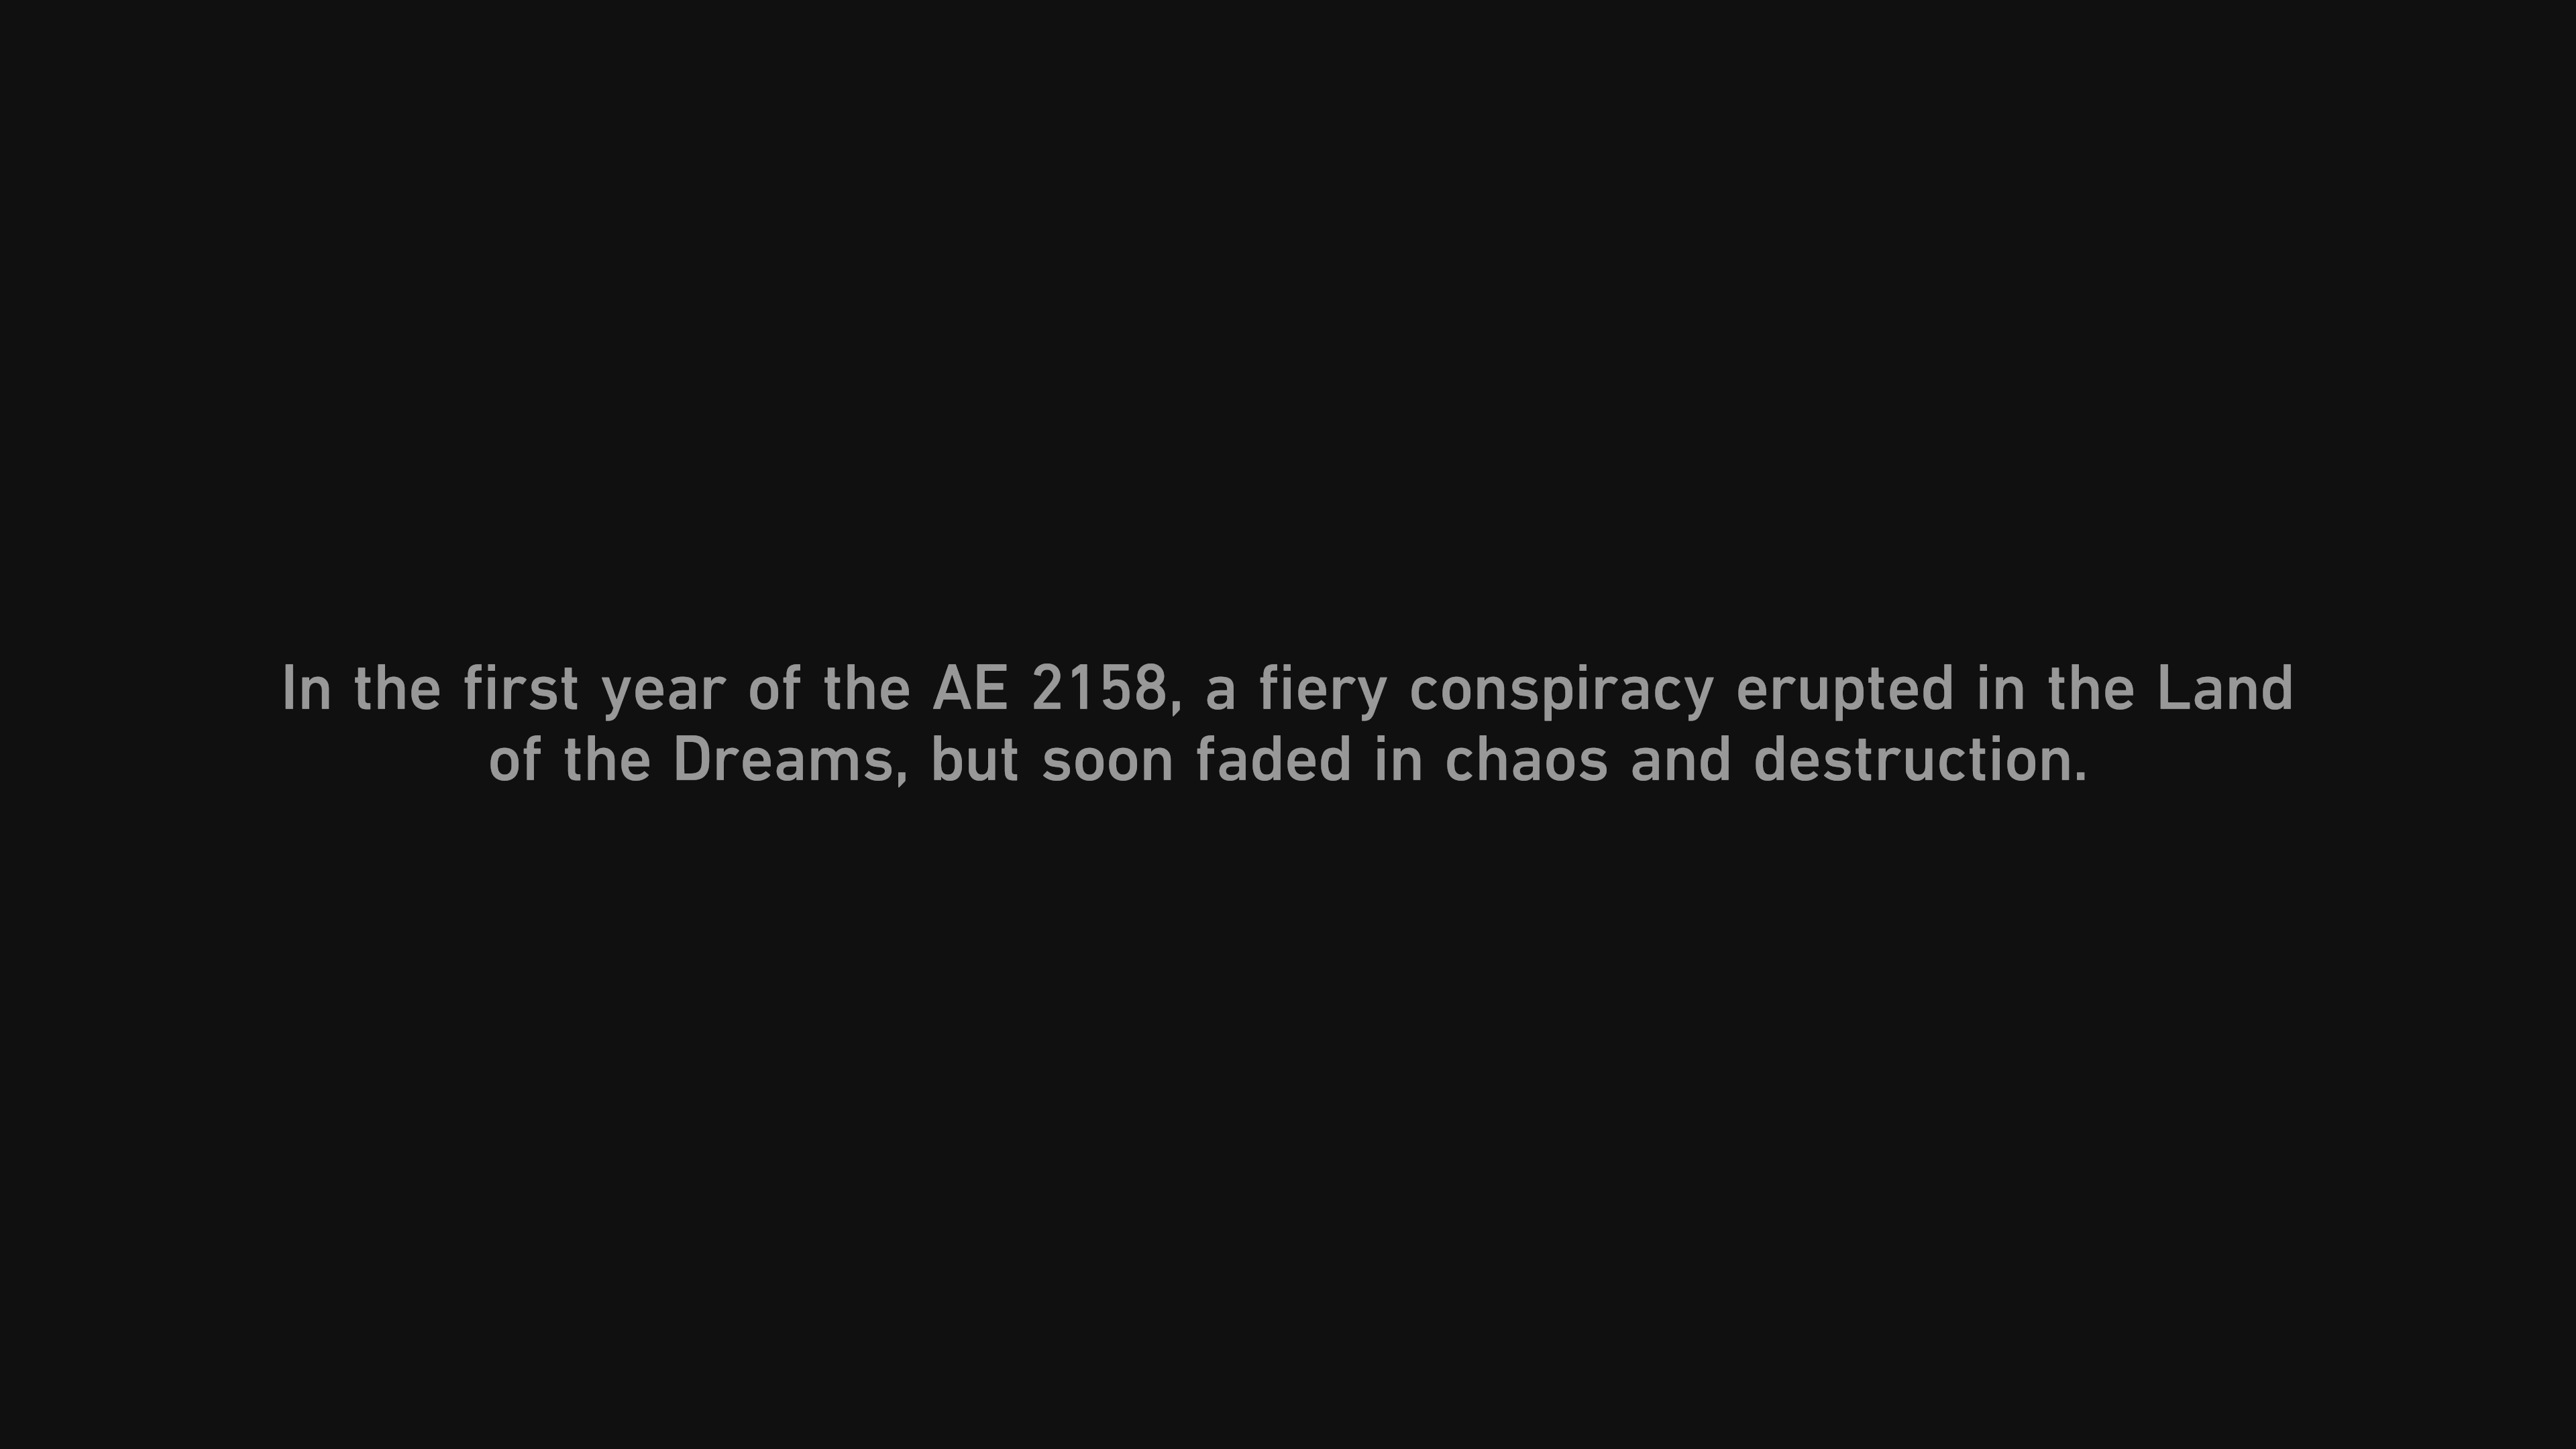 In the first year of the AE 2158, a fiery conspiracy erupted in the Land
of the Dreams, but soon faded in chaos and destruction.